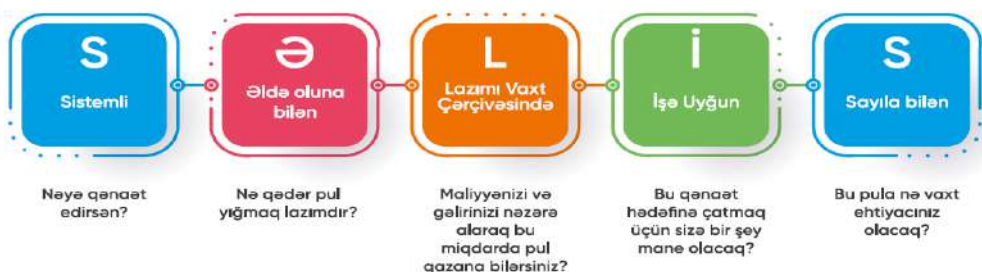 S
Sistemli
Ə
Əldə oluna
bilən
L
Lazımı Vaxt
Çərçivəsində
İ
İşə Uyğun
S
Sayıla bilən
Nəyə qənaət
edirsən?
Nə qədər pul
yığmaq lazımdır?
Maliyyənizi və
gəlirinizi nəzərə
alaraq bu
miqdarda pul
qazana bilərsiniz?
Bu qənaət
hədəfinə çatmaq
üçün sizə bir şey
mane olacaq?
Bu pula nə vaxt
ehtiyacınız
olacaq?